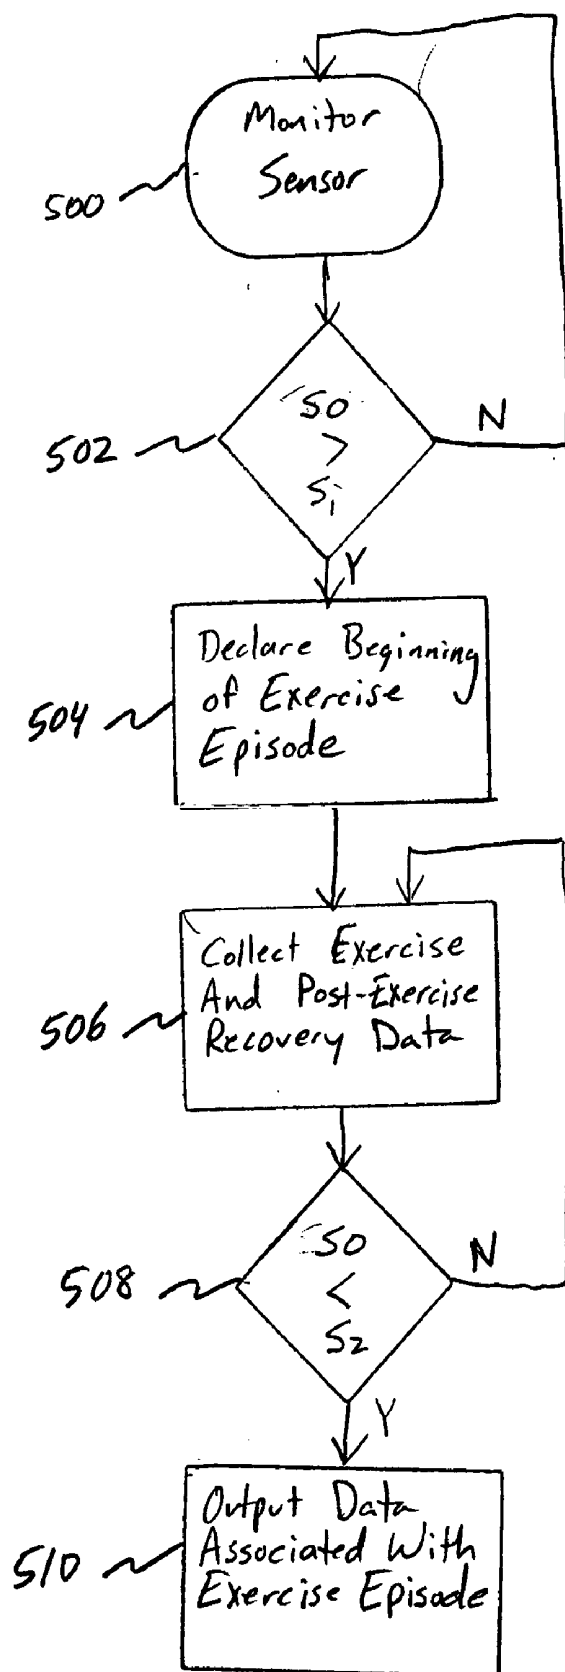 Monitor
Sensor
500
SO
>
S1
502
N
Y
Declare Beginning
of Exercise
Episode
504
Collect Exercise
And Post-Exercise
Recovery Data
506
SO
<
S2
508
N
Y
Output Data
Associated With
Exercise Episode
510